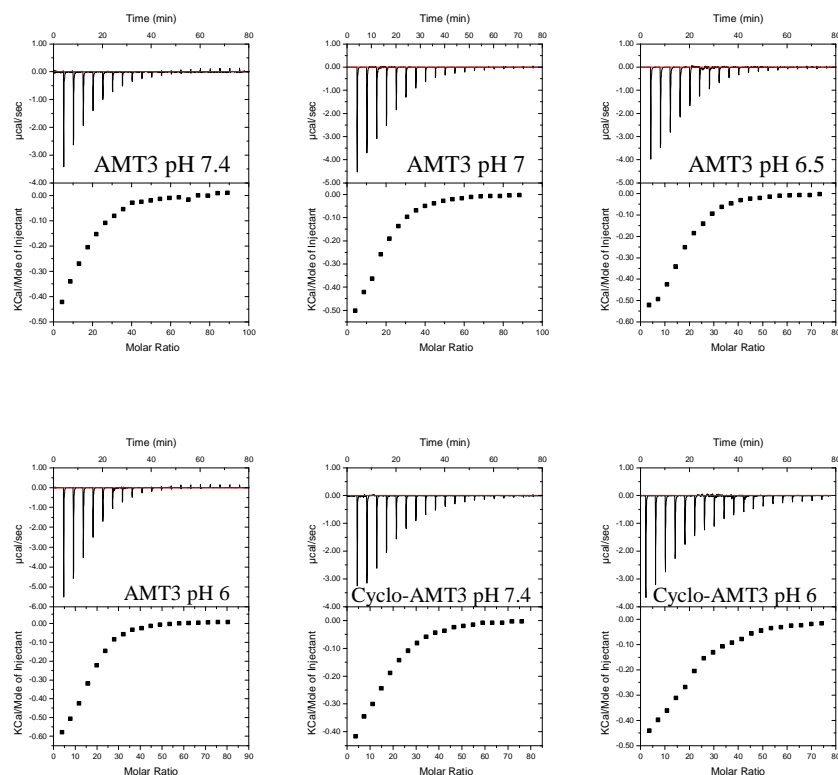 Time (min)
0 20 40 60 80 100
1.00
0.00
-1.00
-2.00
-3.00
-4.00
-5.00
µcal/sec
AMT3 pH 7.4
0.00
-0.10
-0.20
-0.30
-0.40
-0.50
KCal/Mole of Injectant
0 20 40 60 80 100
Molar Ratio
Time (min)
0 10 20 30 40 50 60 70 80
1.00
0.00
-1.00
-2.00
-3.00
-4.00
-5.00
µcal/sec
AMT3 pH 7
0.00
-0.10
-0.20
-0.30
-0.40
-0.50
KCal/Mole of Injectant
0 20 40 60 80 100
Molar Ratio
Time (min)
0 20 40 60 80
1.00
0.00
-1.00
-2.00
-3.00
-4.00
-5.00
µcal/sec
AMT3 pH 6.5
0.00
-0.10
-0.20
-0.30
-0.40
-0.50
-0.60
KCal/Mole of Injectant
0 10 20 30 40 50 60 70 80
Molar Ratio
Time (min)
0 20 40 60 80
1.00
0.00
-1.00
-2.00
-3.00
-4.00
-5.00
-6.00
µcal/sec
AMT3 pH 6
0.00
-0.10
-0.20
-0.30
-0.40
-0.50
-0.60
KCal/Mole of Injectant
0 10 20 30 40 50 60 70 80 90
Molar Ratio
Time (min)
0 20 40 60 80
1.00
0.00
-1.00
-2.00
-3.00
-4.00
µcal/sec
Cyclo-AMT3 pH 7.4
0.00
-0.10
-0.20
-0.30
-0.40
KCal/Mole of Injectant
0 10 20 30 40 50 60 70 80
Molar Ratio
Time (min)
0 20 40 60 80
1.00
0.00
-1.00
-2.00
-3.00
-4.00
µcal/sec
Cyclo-AMT3 pH 6
0.00
-0.10
-0.20
-0.30
-0.40
-0.50
KCal/Mole of Injectant
0 10 20 30 40 50 60 70 80
Molar Ratio